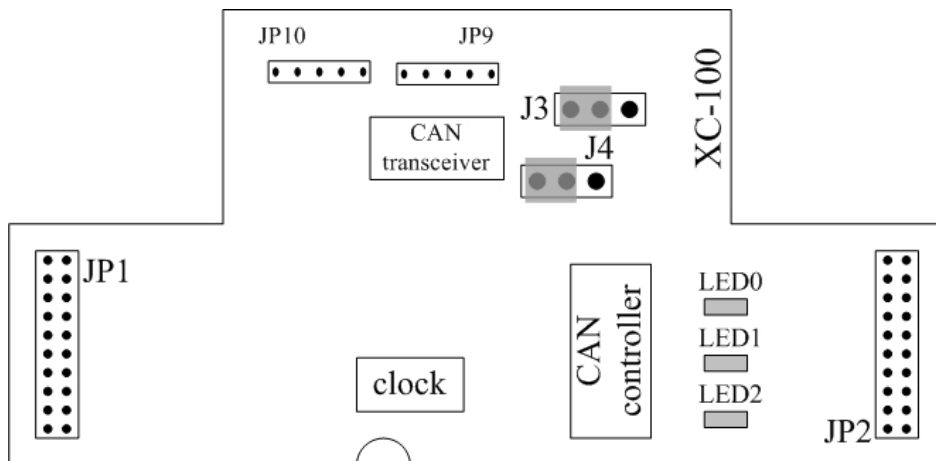 JP10
JP9
J3
XC-100
CAN
transceiver
J4
JP1
CAN
controller
LED0
LED1
clock
LED2
JP2